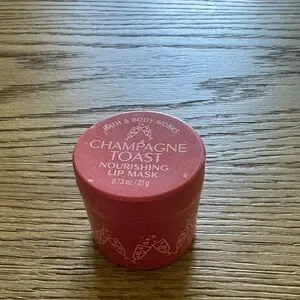 BATH & BODY WORKS
CHAMPAGNE
TOAST
NOURISHING
LIP MASK
0.73 oz / 21 g